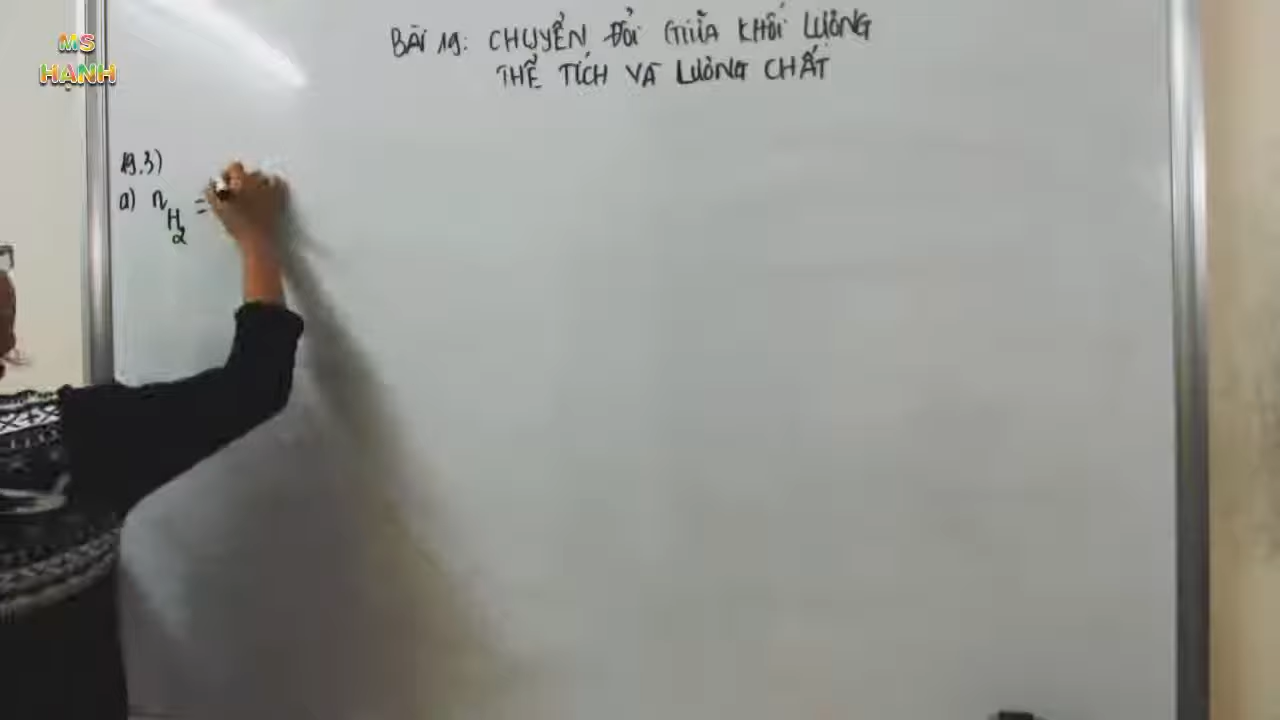 MS
HẠNH
BÀI 19: CHUYỂN ĐỔI GIỮA KHỐI LƯỢNG
THỂ TÍCH VÀ LƯỢNG CHẤT
19.3)
a) n H2 =